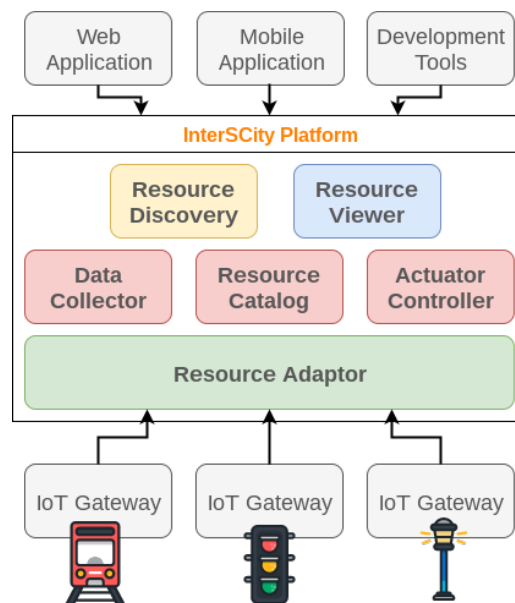 Web
Application
Mobile
Application
Development
Tools
InterSCity Platform
Resource
Discovery
Resource
Viewer
Data
Collector
Resource
Catalog
Actuator
Controller
Resource Adaptor
IoT Gateway
IoT Gateway
IoT Gateway